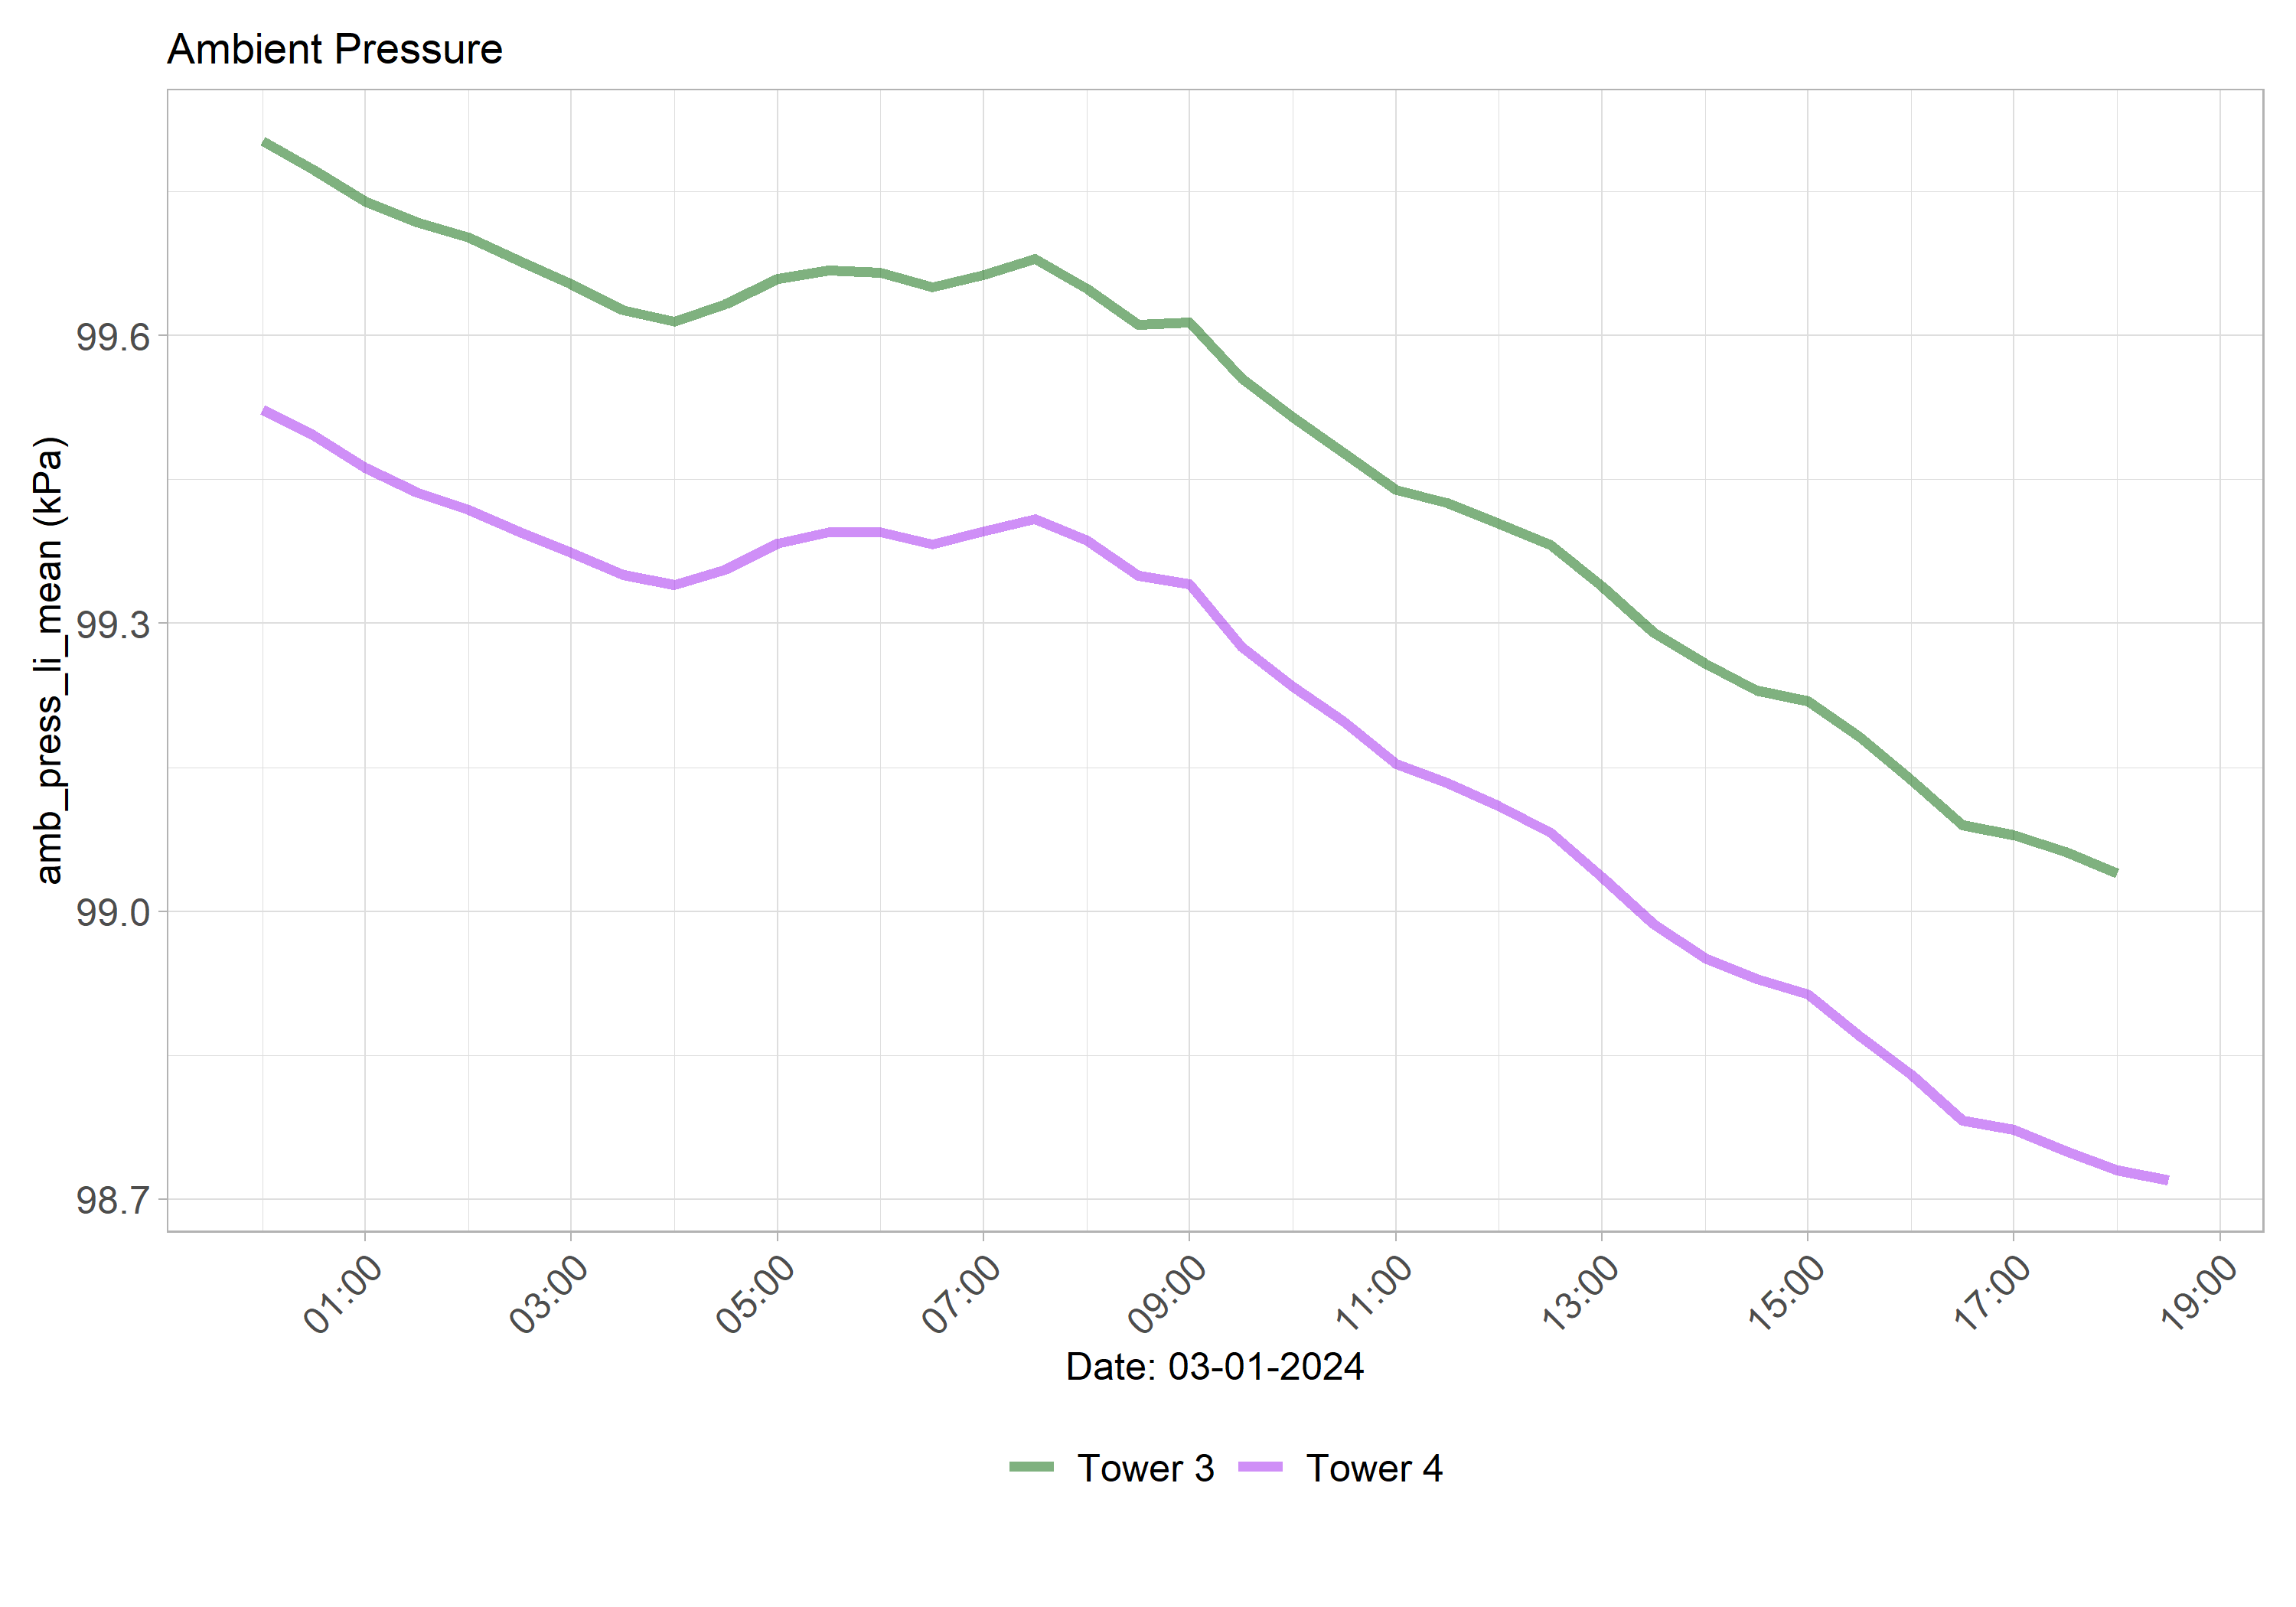 Ambient Pressure
amb_press_li_mean (kPa)
99.6
99.3
99.0
98.7
01:00 03:00 05:00 07:00 09:00 11:00 13:00 15:00 17:00 19:00
Date: 03-01-2024
Tower 3 Tower 4